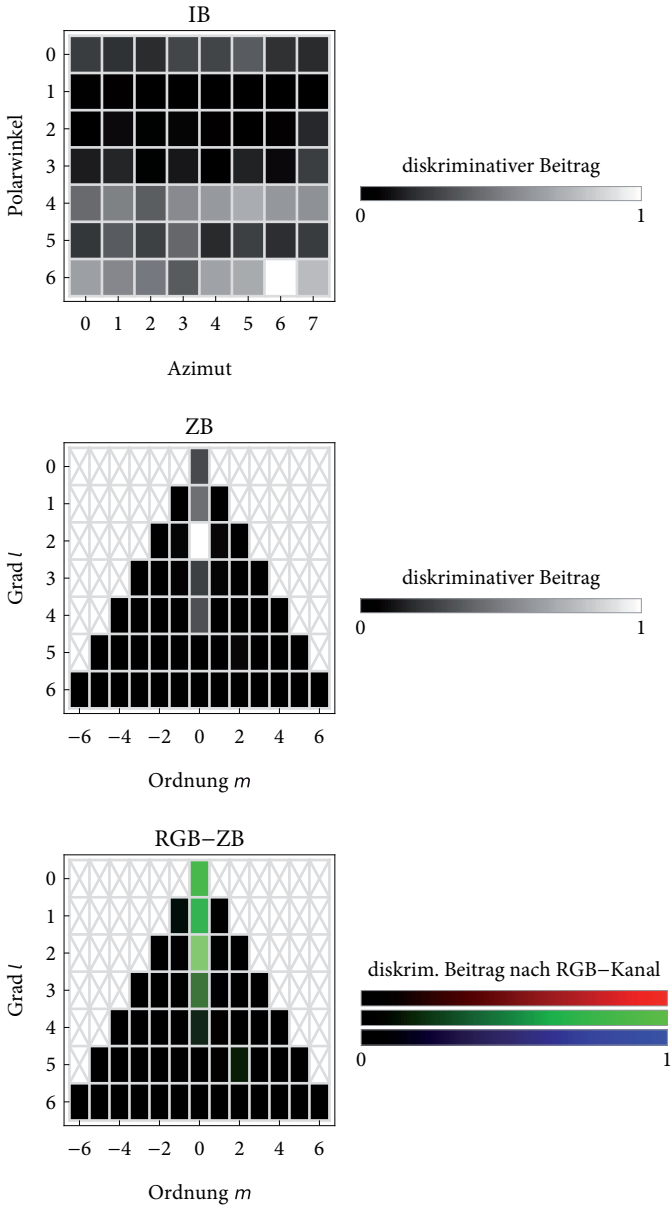 IB
0
1
2
3
4
5
6
Polarwinkel
0 1 2 3 4 5 6 7
Azimut
diskriminativer Beitrag
0 1
ZB
0
1
2
3
4
5
6
Grad l
−6 −4 −2 0 2 4 6
Ordnung m
diskriminativer Beitrag
0 1
RGB−ZB
0
1
2
3
4
5
6
Grad l
−6 −4 −2 0 2 4 6
Ordnung m
diskrim. Beitrag nach RGB−Kanal
0 1